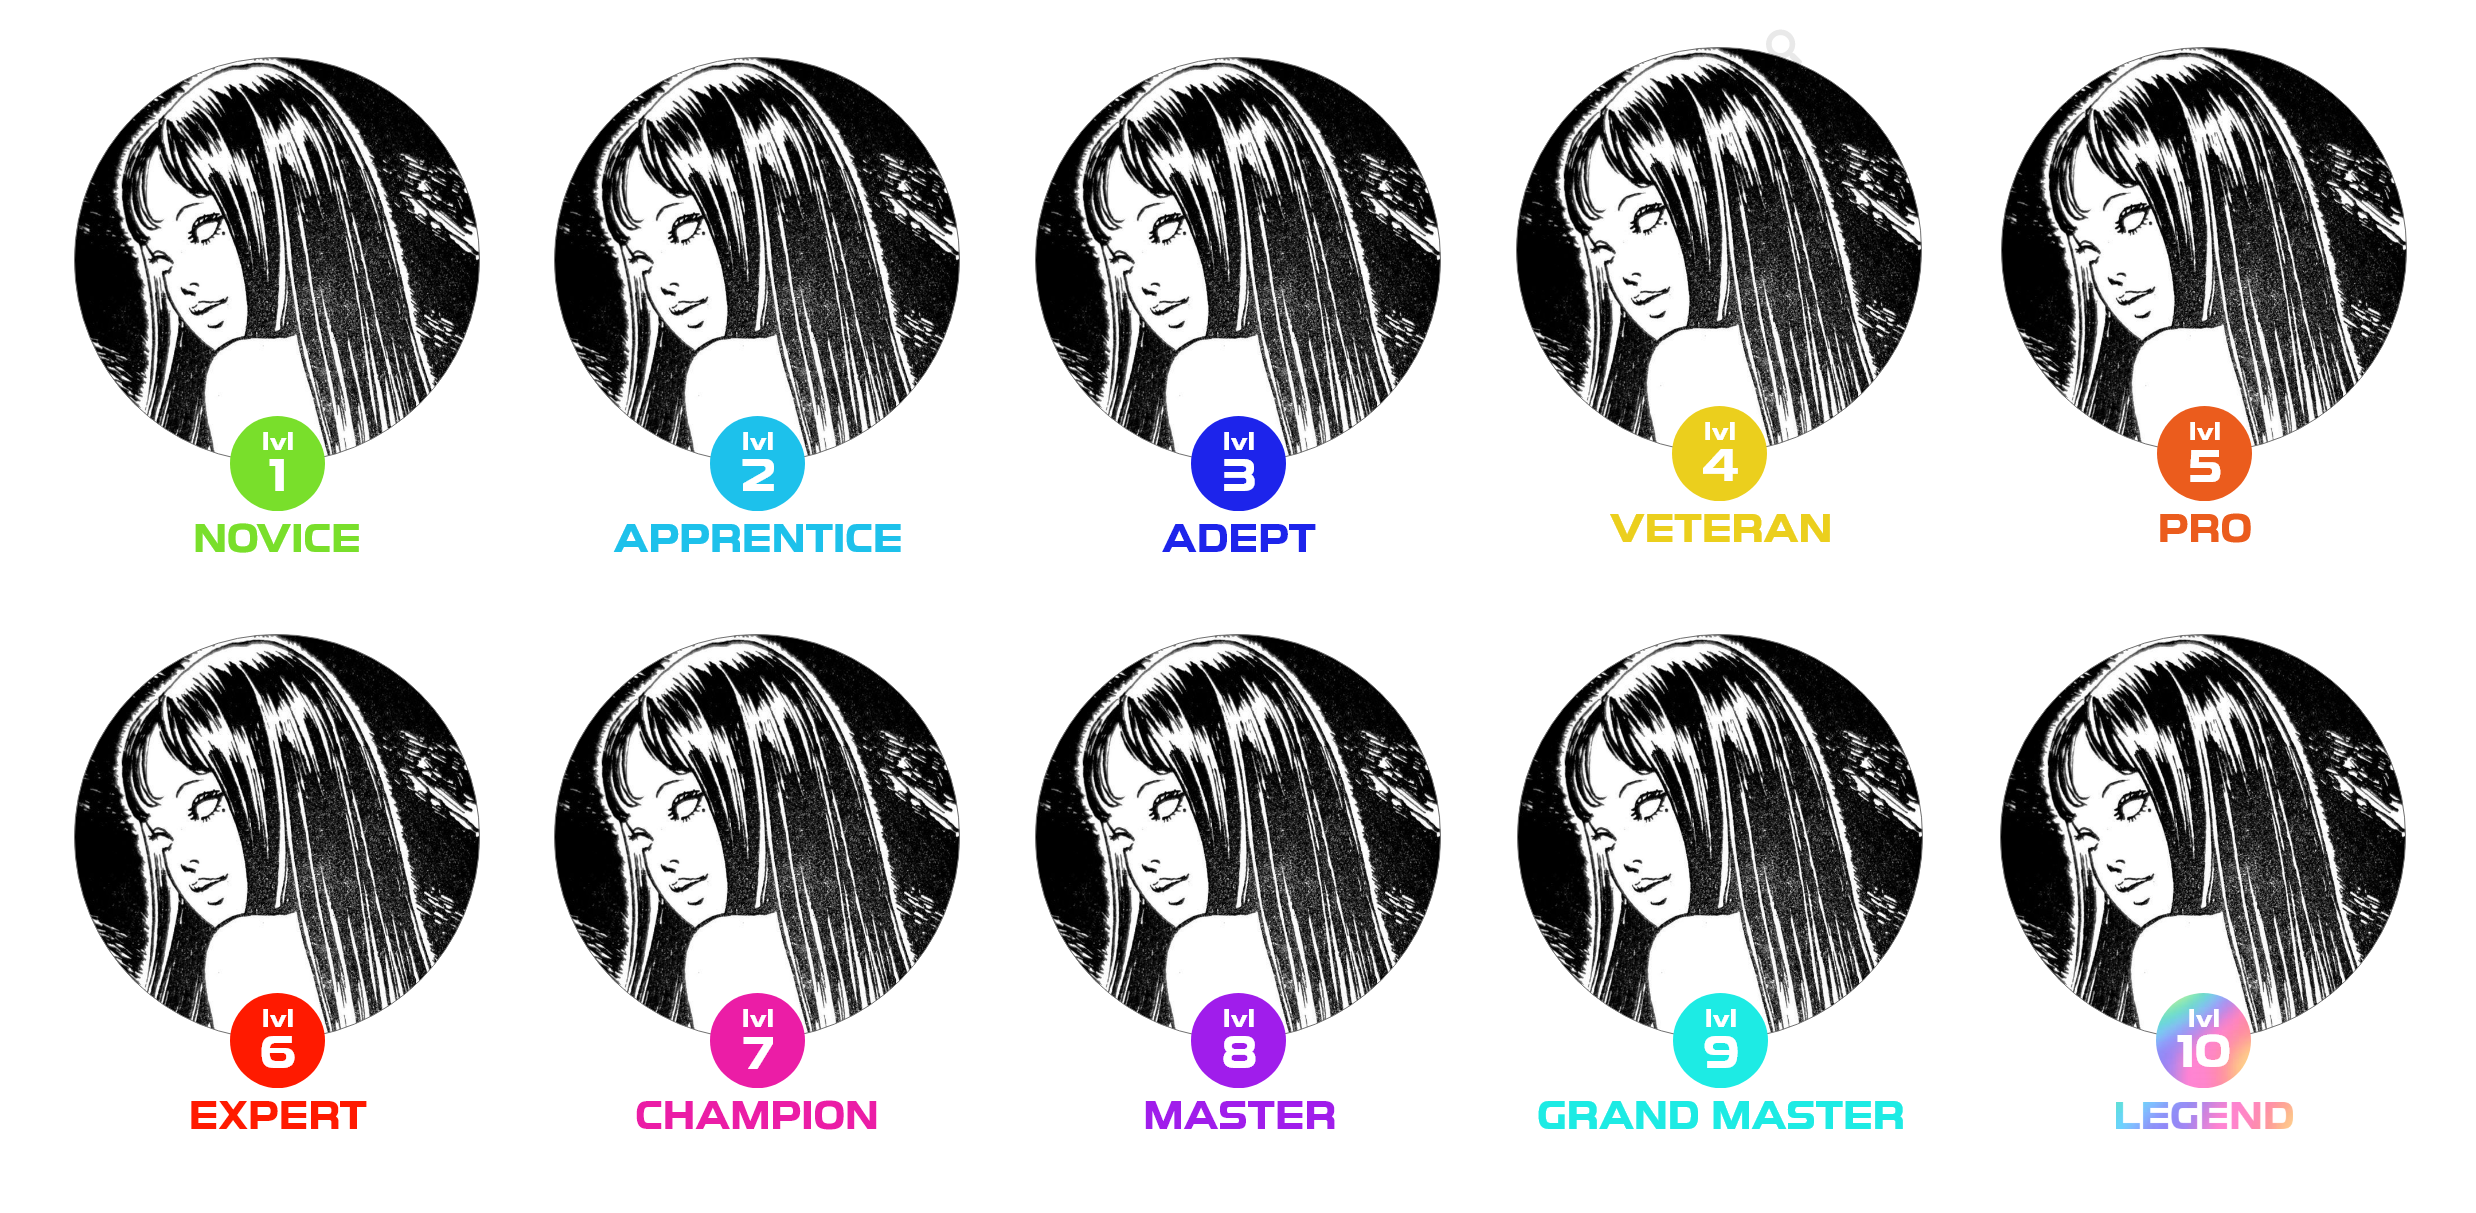 lvl
1
NOVICE
lvl
2
APPRENTICE
lvl
3
ADEPT
lvl
4
VETERAN
lvl
5
PRO
lvl
6
EXPERT
lvl
7
CHAMPION
lvl
8
MASTER
lvl
9
GRAND MASTER
lvl
10
LEGEND